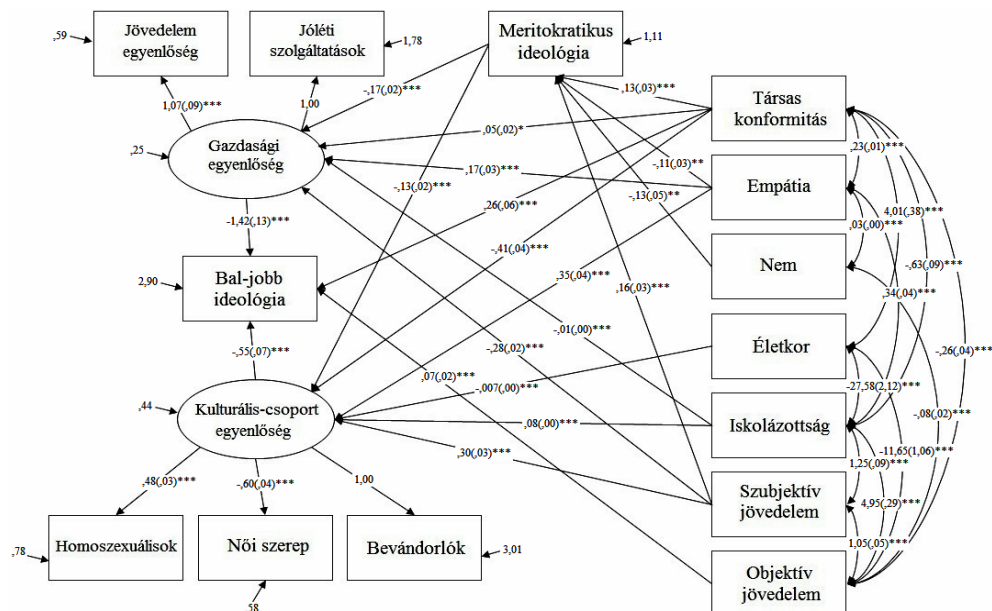 ,59
Jövedelem
egyenlőség
Jóléti
szolgáltatások
1,78
Meritokratikus
ideológia
1,11
1,07(,09)***
1,00
-,17(,02)***
,13(,03)***
Társas
konformitás
,25
Gazdasági
egyenlőség
,05(,02)*
,23(,01)***
,17(,03)***
-,11(,03)**
Empátia
-,13(,02)***
-,13(,05)**
,26(,06)***
4,01(,38)***
,03(,00)***
-1,42(,13)***
-,41(,04)***
Nem
-,63(,09)***
2,90
Bal-jobb
ideológia
,35(,04)***
,16(,03)***
,34(,04)***
-,01(,00)***
Életkor
-,28(,02)***
-,26(,04)***
-,55(,07)***
,07(,02)***
-,007(,00)***
-27,58(2,12)***
,44
Kulturális-csoport
egyenlőség
,08(,00)***
Iskolázottság
-,08(,02)***
-11,65(1,06)***
,30(,03)***
1,25(,09)***
,48(,03)***
-,60(,04)***
1,00
Szubjektív
jövedelem
4,95(,29)***
,78
Homoszexuálisok
Női szerep
Bevándorlók
3,01
1,05(,05)***
Objektív
jövedelem
,58